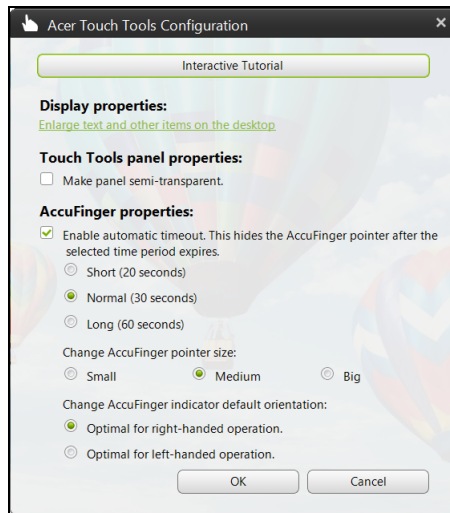 Acer Touch Tools Configuration
Interactive Tutorial
Display properties:
Enlarge text and other items on the desktop
Touch Tools panel properties:
Make panel semi-transparent.
AccuFinger properties:
Enable automatic timeout. This hides the AccuFinger pointer after the
selected time period expires.
Short (20 seconds)
Normal (30 seconds)
Long (60 seconds)
Change AccuFinger pointer size:
Small Medium Big
Change AccuFinger indicator default orientation:
Optimal for right-handed operation.
Optimal for left-handed operation.
OK Cancel